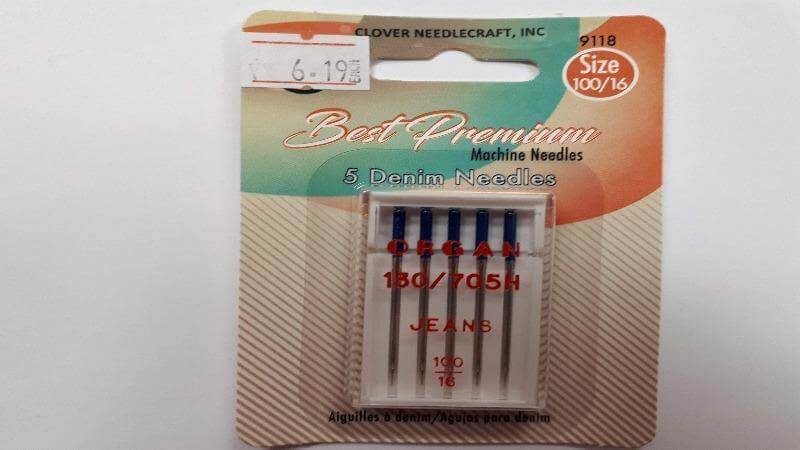 CLOVER NEEDLECRAFT, INC
9118
6.19 EACH
Size
100/16
Best Premium
Machine Needles
5 Denim Needles
ORGAN
130/705H
JEANS
100
16
Aiguilles à denim/Agujas para denim